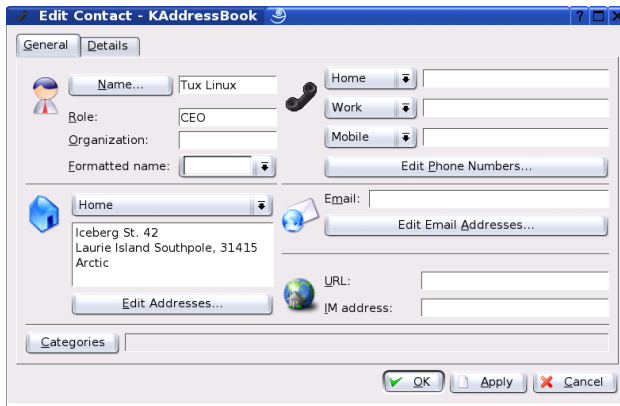 Edit Contact - KAddressBook
General Details
Name... Tux Linux
Role: CEO
Organization:
Formatted name:
Home
Work
Mobile
Edit Phone Numbers...
Home
Iceberg St. 42
Laurie Island Southpole, 31415
Arctic
Edit Addresses...
Email:
Edit Email Addresses...
URL:
IM address:
Categories
OK Apply Cancel